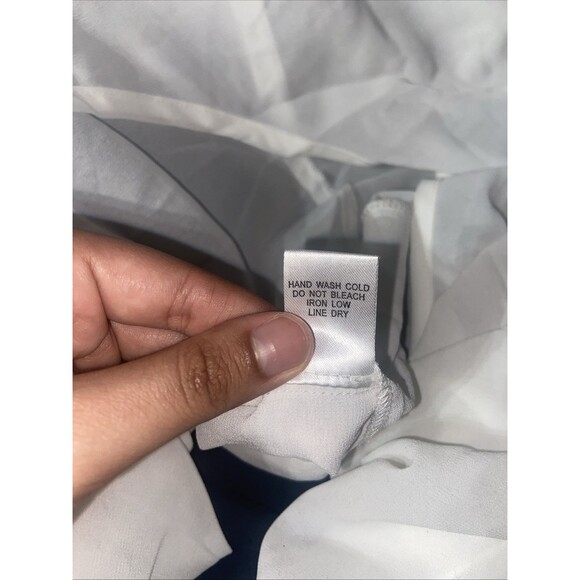 HAND WASH COLD
DO NOT BLEACH
IRON LOW
LINE DRY